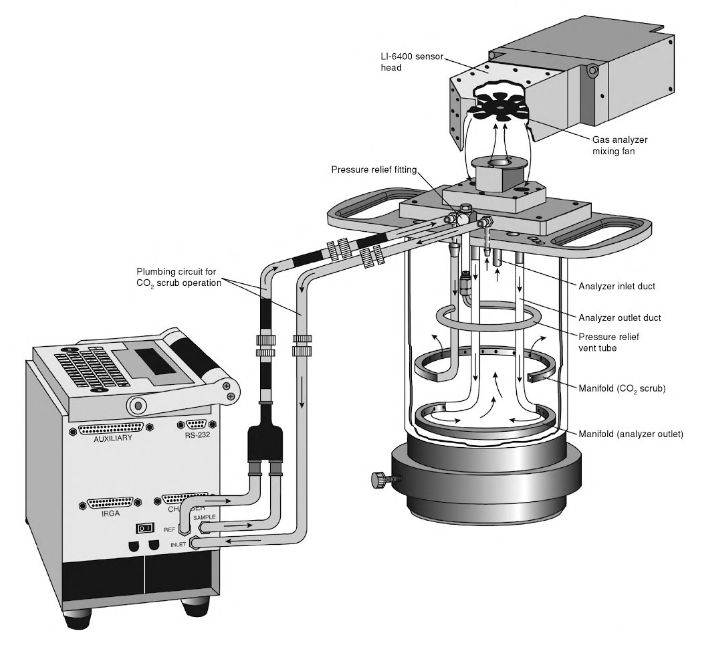 LI-6400 sensor
head
Gas analyzer
mixing fan
Pressure relief fitting
Plumbing circuit for
CO₂ scrub operation
Analyzer inlet duct
Analyzer outlet duct
Pressure relief
vent tube
Manifold (CO₂ scrub)
Manifold (analyzer outlet)
AUXILIARY
RS-232
IRGA
REF
SAMPLE
INLET